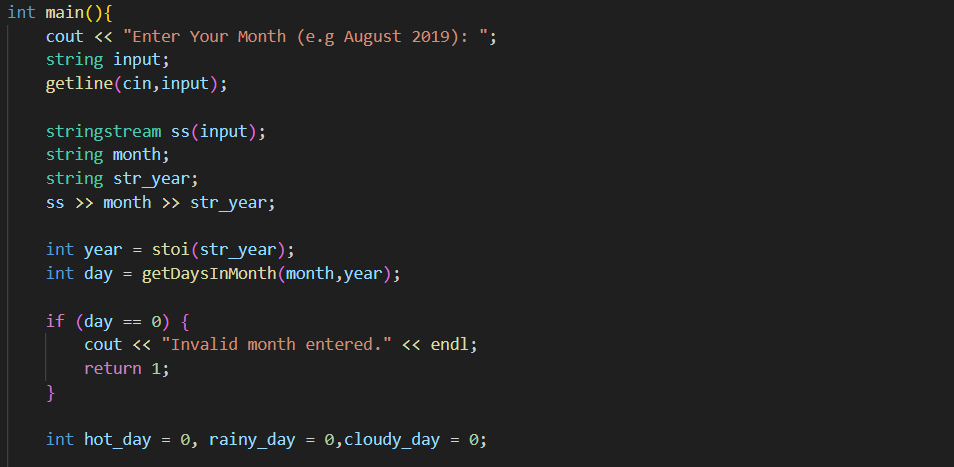 int main(){
    cout << "Enter Your Month (e.g August 2019): ";
    string input;
    getline(cin,input);

    stringstream ss(input);
    string month;
    string str_year;
    ss >> month >> str_year;

    int year = stoi(str_year);
    int day = getDaysInMonth(month,year);

    if (day == 0) {
        cout << "Invalid month entered." << endl;
        return 1;
    }

    int hot_day = 0, rainy_day = 0,cloudy_day = 0;